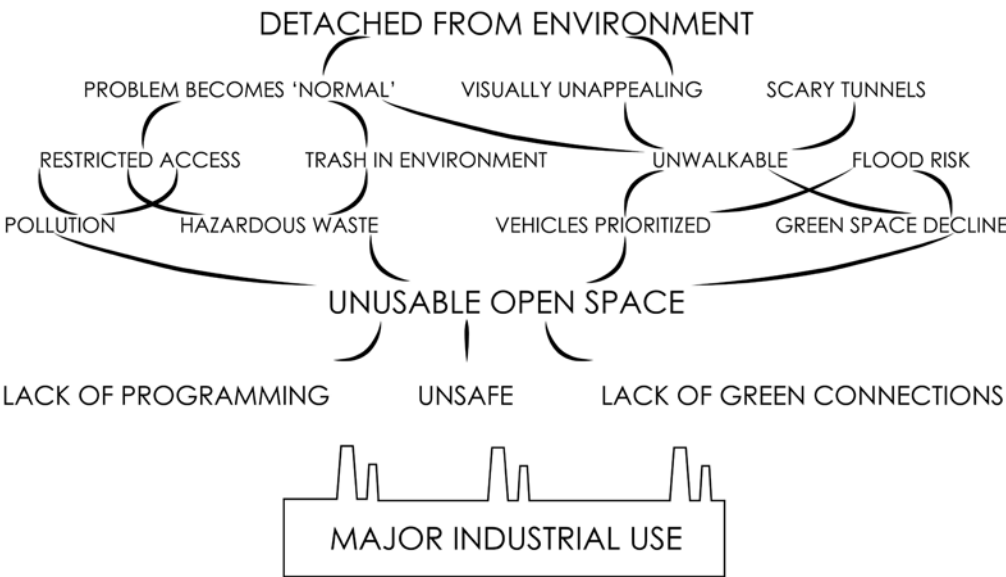 DETACHED FROM ENVIRONMENT
PROBLEM BECOMES ‘NORMAL’ VISUALLY UNAPPEALING SCARY TUNNELS
RESTRICTED ACCESS TRASH IN ENVIRONMENT UNWALKABLE FLOOD RISK
POLLUTION HAZARDOUS WASTE VEHICLES PRIORITIZED GREEN SPACE DECLINE
UNUSABLE OPEN SPACE
LACK OF PROGRAMMING UNSAFE LACK OF GREEN CONNECTIONS
MAJOR INDUSTRIAL USE